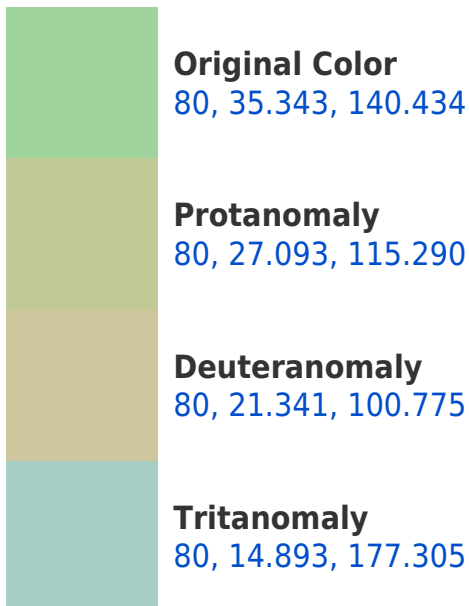 Original Color
80, 35.343, 140.434
Protanomaly
80, 27.093, 115.290
Deuteranomaly
80, 21.341, 100.775
Tritanomaly
80, 14.893, 177.305